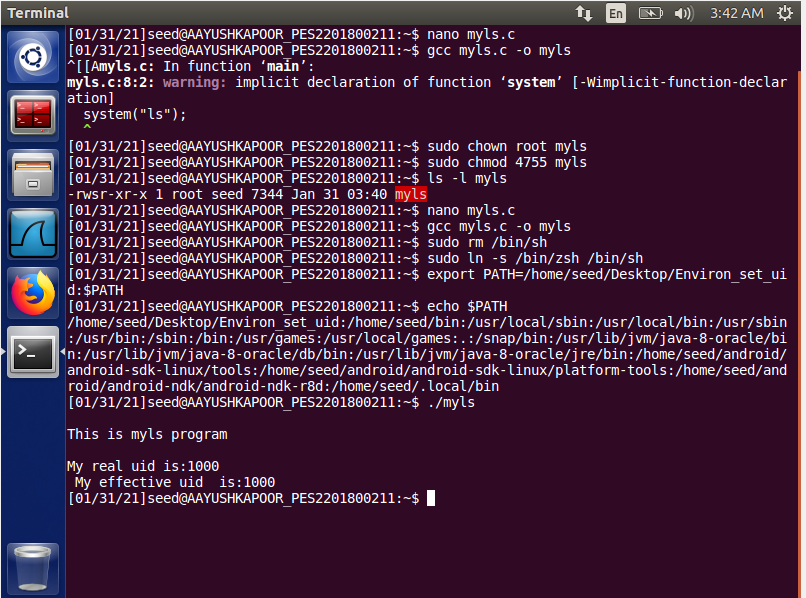 Terminal
En
3:42 AM
[01/31/21]seed@AAYUSHKAPOOR_PES2201800211:~$ nano myls.c
[01/31/21]seed@AAYUSHKAPOOR_PES2201800211:~$ gcc myls.c -o myls
^[[Amyls.c: In function ‘main’:
myls.c:8:2: warning: implicit declaration of function ‘system’ [-Wimplicit-function-declar
ation]
  system("ls");
  ^
[01/31/21]seed@AAYUSHKAPOOR_PES2201800211:~$ sudo chown root myls
[01/31/21]seed@AAYUSHKAPOOR_PES2201800211:~$ sudo chmod 4755 myls
[01/31/21]seed@AAYUSHKAPOOR_PES2201800211:~$ ls -l myls
-rwsr-xr-x 1 root seed 7344 Jan 31 03:40 myls
[01/31/21]seed@AAYUSHKAPOOR_PES2201800211:~$ nano myls.c
[01/31/21]seed@AAYUSHKAPOOR_PES2201800211:~$ gcc myls.c -o myls
[01/31/21]seed@AAYUSHKAPOOR_PES2201800211:~$ sudo rm /bin/sh
[01/31/21]seed@AAYUSHKAPOOR_PES2201800211:~$ sudo ln -s /bin/zsh /bin/sh
[01/31/21]seed@AAYUSHKAPOOR_PES2201800211:~$ export PATH=/home/seed/Desktop/Environ_set_ui
d:$PATH
[01/31/21]seed@AAYUSHKAPOOR_PES2201800211:~$ echo $PATH
/home/seed/Desktop/Environ_set_uid:/home/seed/bin:/usr/local/sbin:/usr/local/bin:/usr/sbin
:/usr/bin:/sbin:/bin:/usr/games:/usr/local/games:.:/snap/bin:/usr/lib/jvm/java-8-oracle/bi
n:/usr/lib/jvm/java-8-oracle/db/bin:/usr/lib/jvm/java-8-oracle/jre/bin:/home/seed/android/
android-sdk-linux/tools:/home/seed/android/android-sdk-linux/platform-tools:/home/seed/and
roid/android-ndk/android-ndk-r8d:/home/seed/.local/bin
[01/31/21]seed@AAYUSHKAPOOR_PES2201800211:~$ ./myls
This is myls program
My real uid is:1000
 My effective uid  is:1000
[01/31/21]seed@AAYUSHKAPOOR_PES2201800211:~$